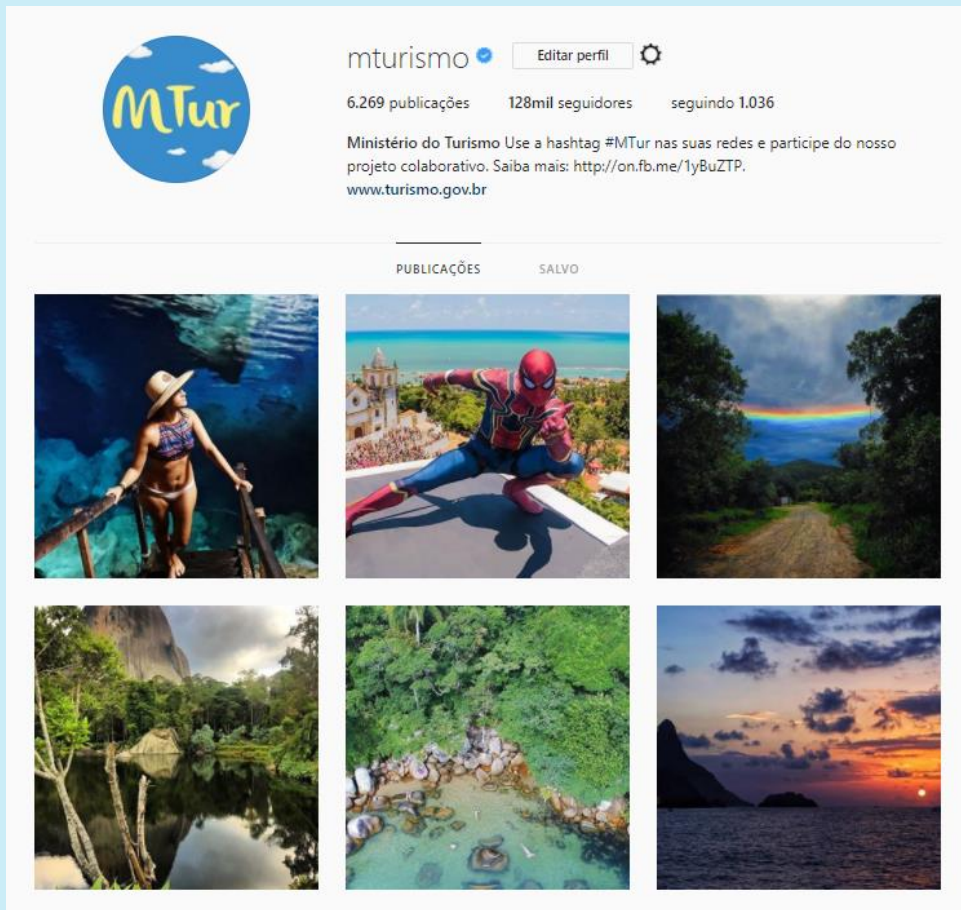 MTur
mturismo Editar perfil
6.269 publicações 128mil seguidores seguindo 1.036
Ministério do Turismo Use a hashtag #MTur nas suas redes e participe do nosso
projeto colaborativo. Saiba mais: http://on.fb.me/1yBuZTP.
www.turismo.gov.br
PUBLICAÇÕES SALVO